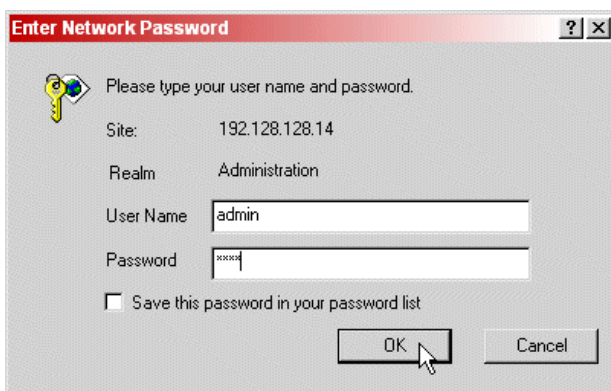 Enter Network Password
? ×
Please type your user name and password.
Site: 192.128.128.14
Realm Administration
User Name admin
Password ****
Save this password in your password list
OK Cancel